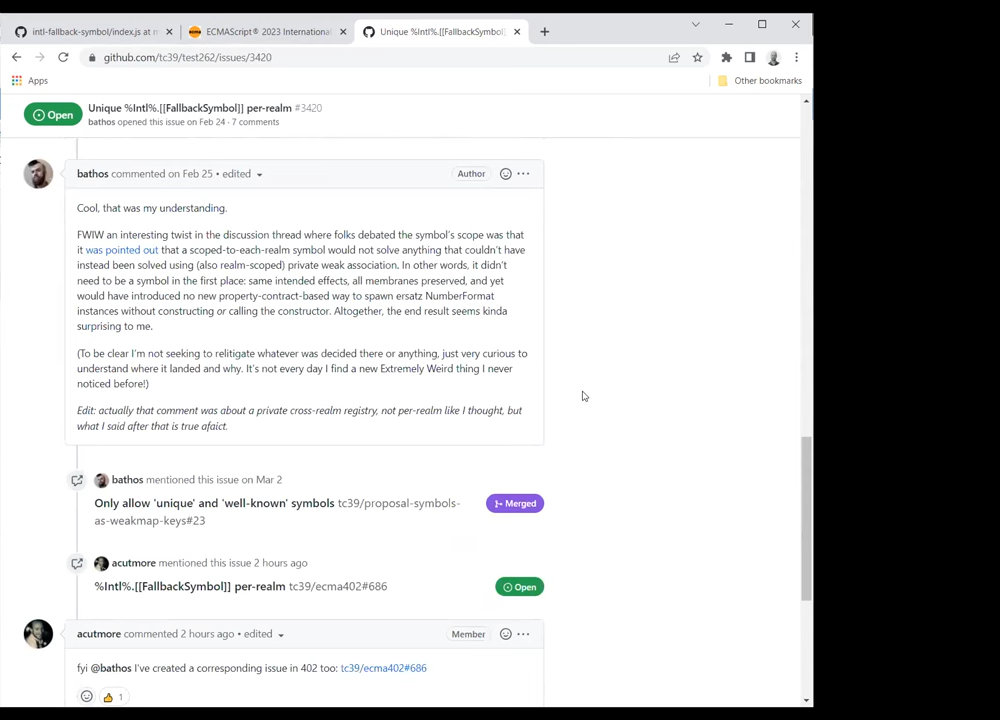 intl-fallback-symbol/index.js at m
ECMAScript® 2023 International
Unique %Intl%.[[FallbackSymbol]
github.com/tc39/test262/issues/3420
Apps
Other bookmarks
Open
Unique %Intl%.[[FallbackSymbol]] per-realm #3420
bathos opened this issue on Feb 24 · 7 comments
bathos commented on Feb 25 • edited
Author
Cool, that was my understanding.
FWIW an interesting twist in the discussion thread where folks debated the symbol's scope was that
it was pointed out that a scoped-to-each-realm symbol would not solve anything that couldn't have
instead been solved using (also realm-scoped) private weak association. In other words, it didn't
need to be a symbol in the first place: same intended effects, all membranes preserved, and yet
would have introduced no new property-contract-based way to spawn ersatz NumberFormat
instances without constructing or calling the constructor. Altogether, the end result seems kinda
surprising to me.
(To be clear I'm not seeking to relitigate whatever was decided there or anything, just very curious to
understand where it landed and why. It's not every day I find a new Extremely Weird thing I never
noticed before!)
Edit: actually that comment was about a private cross-realm registry, not per-realm like I thought, but
what I said after that is true afaict.
bathos mentioned this issue on Mar 2
Only allow 'unique' and 'well-known' symbols tc39/proposal-symbols-
as-weakmap-keys#23
Merged
acutmore mentioned this issue 2 hours ago
%Intl%.[[FallbackSymbol]] per-realm tc39/ecma402#686
Open
acutmore commented 2 hours ago • edited
Member
fyi @bathos I've created a corresponding issue in 402 too: tc39/ecma402#686
👍 1